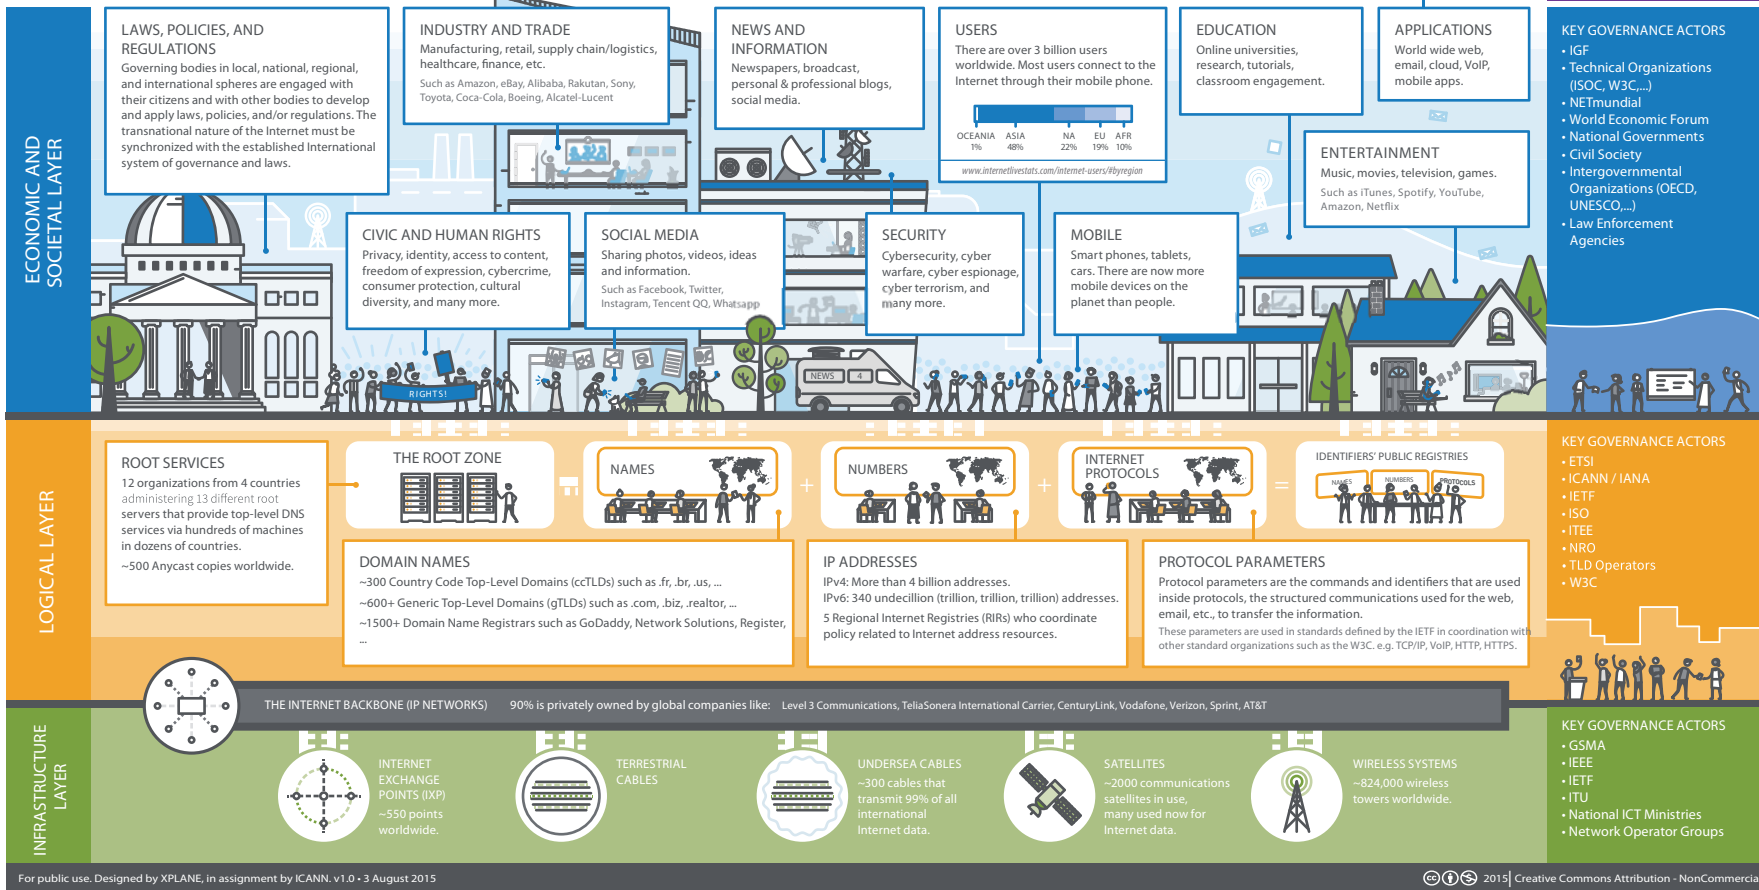 ECONOMIC AND
SOCIETAL LAYER
LAWS, POLICIES, AND
REGULATIONS
Governing bodies in local, national, regional,
and international spheres are engaged with
their citizens and with other bodies to develop
and apply laws, policies, and/or regulations. The
transnational nature of the Internet must be
synchronized with the established International
system of governance and laws.
INDUSTRY AND TRADE
Manufacturing, retail, supply chain/logistics,
healthcare, finance, etc.
Such as Amazon, eBay, Alibaba, Rakutan, Sony,
Toyota, Coca-Cola, Boeing, Alcatel-Lucent
NEWS AND
INFORMATION
Newspapers, broadcast,
personal & professional blogs,
social media.
USERS
There are over 3 billion users
worldwide. Most users connect to the
Internet through their mobile phone.
OCEANIA ASIA NA EU AFR
1% 48% 22% 19% 10%
www.internetlivestats.com/internet-users/#byregion
EDUCATION
Online universities,
research, tutorials,
classroom engagement.
APPLICATIONS
World wide web,
email, cloud, VoIP,
mobile apps.
ENTERTAINMENT
Music, movies, television, games.
Such as iTunes, Spotify, YouTube,
Amazon, Netflix
CIVIC AND HUMAN RIGHTS
Privacy, identity, access to content,
freedom of expression, cybercrime,
consumer protection, cultural
diversity, and many more.
SOCIAL MEDIA
Sharing photos, videos, ideas
and information.
Such as Facebook, Twitter,
Instagram, Tencent QQ, Whatsapp
SECURITY
Cybersecurity, cyber
warfare, cyber espionage,
cyber terrorism, and
many more.
MOBILE
Smart phones, tablets,
cars. There are now more
mobile devices on the
planet than people.
RIGHTS!
NEWS 4
KEY GOVERNANCE ACTORS
• IGF
• Technical Organizations
(ISOC, W3C,...)
• NETmundial
• World Economic Forum
• National Governments
• Civil Society
• Intergovernmental
Organizations (OECD,
UNESCO,...)
• Law Enforcement
Agencies
LOGICAL LAYER
ROOT SERVICES
12 organizations from 4 countries
administering 13 different root
servers that provide top-level DNS
services via hundreds of machines
in dozens of countries.
~500 Anycast copies worldwide.
THE ROOT ZONE
=
NAMES
+
NUMBERS
+
INTERNET
PROTOCOLS
=
IDENTIFIERS' PUBLIC REGISTRIES
NAMES NUMBERS PROTOCOLS
DOMAIN NAMES
~300 Country Code Top-Level Domains (ccTLDs) such as .fr, .br, .us, ...
~600+ Generic Top-Level Domains (gTLDs) such as .com, .biz, .realtor, ...
~1500+ Domain Name Registrars such as GoDaddy, Network Solutions, Register,
...
IP ADDRESSES
IPv4: More than 4 billion addresses.
IPv6: 340 undecillion (trillion, trillion, trillion) addresses.
5 Regional Internet Registries (RIRs) who coordinate
policy related to Internet address resources.
PROTOCOL PARAMETERS
Protocol parameters are the commands and identifiers that are used
inside protocols, the structured communications used for the web,
email, etc., to transfer the information.
These parameters are used in standards defined by the IETF in coordination with
other standard organizations such as the W3C. e.g. TCP/IP, VoIP, HTTP, HTTPS.
KEY GOVERNANCE ACTORS
• ETSI
• ICANN / IANA
• IETF
• ISO
• ITEE
• NRO
• TLD Operators
• W3C
THE INTERNET BACKBONE (IP NETWORKS) 90% is privately owned by global companies like: Level 3 Communications, TeliaSonera International Carrier, CenturyLink, Vodafone, Verizon, Sprint, AT&T
INFRASTRUCTURE
LAYER
INTERNET
EXCHANGE
POINTS (IXP)
~550 points
worldwide.
TERRESTRIAL
CABLES
UNDERSEA CABLES
~300 cables that
transmit 99% of all
international
Internet data.
SATELLITES
~2000 communications
satellites in use,
many used now for
Internet data.
WIRELESS SYSTEMS
~824,000 wireless
towers worldwide.
KEY GOVERNANCE ACTORS
• GSMA
• IEEE
• IETF
• ITU
• National ICT Ministries
• Network Operator Groups
For public use. Designed by XPLANE, in assignment by ICANN. v1.0 • 3 August 2015
cc 2015| Creative Commons Attribution - NonCommercia